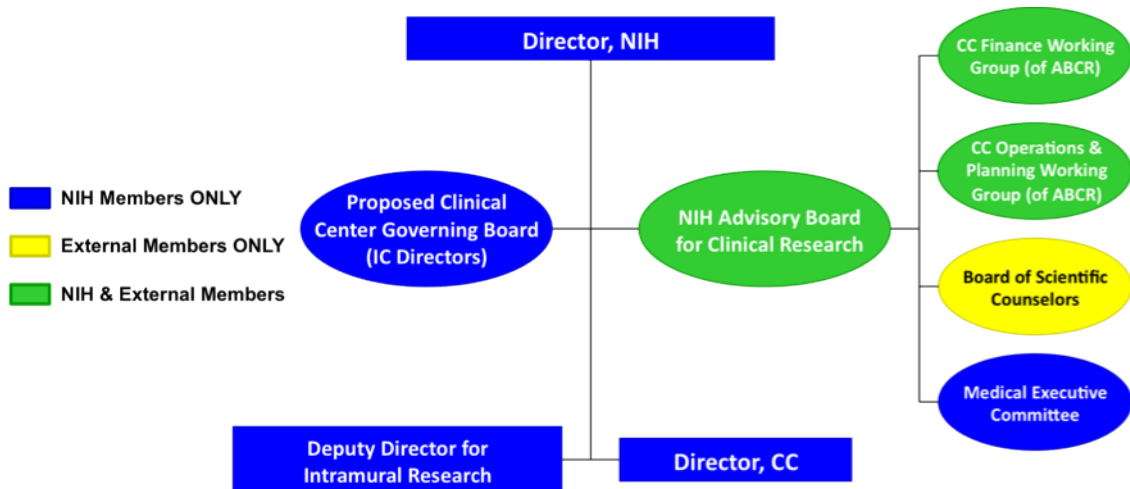 Director, NIH
CC Finance Working
Group (of ABCR)
CC Operations &
Planning Working
Group (of ABCR)
NIH Members ONLY
External Members ONLY
NIH & External Members
Proposed Clinical
Center Governing Board
(IC Directors)
NIH Advisory Board
for Clinical Research
Board of Scientific
Counselors
Medical Executive
Committee
Deputy Director for
Intramural Research
Director, CC